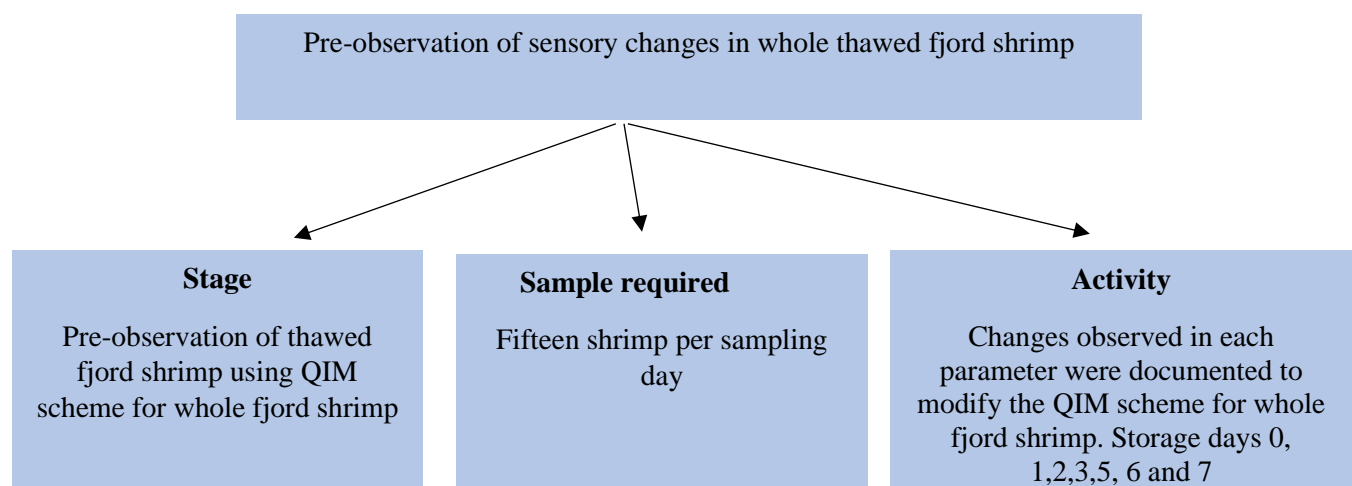 Pre-observation of sensory changes in whole thawed fjord shrimp
Stage
Pre-observation of thawed
fjord shrimp using QIM
scheme for whole fjord shrimp
Sample required
Fifteen shrimp per sampling
day
Activity
Changes observed in each
parameter were documented to
modify the QIM scheme for whole
fjord shrimp. Storage days 0,
1,2,3,5, 6 and 7